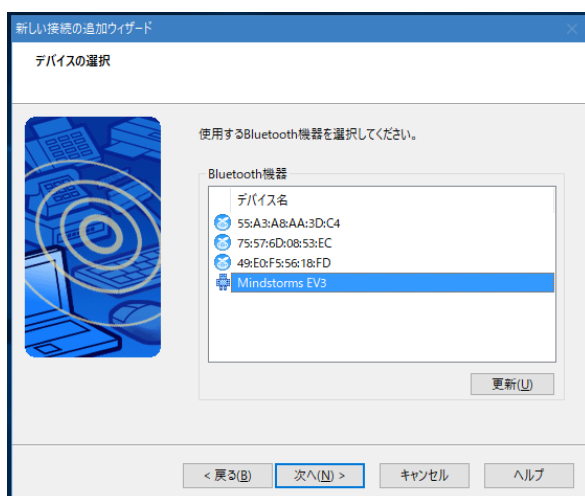 新しい接続の追加ウィザード
デバイスの選択
使用するBluetooth機器を選択してください。
Bluetooth機器
デバイス名
55:A3:A8:AA:3D:C4
75:57:6D:08:53:EC
49:E0:F5:56:18:FD
Mindstorms EV3
更新(U)
< 戻る(B) 次へ(N) > キャンセル ヘルプ